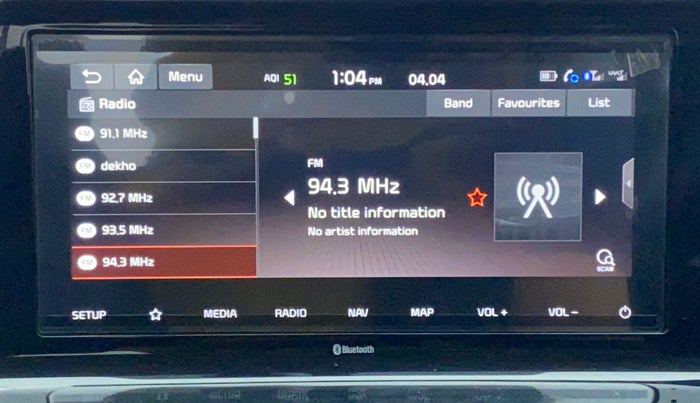 Menu
AQI 51
1:04 PM
04.04
UVO
Radio
Band
Favourites
List
FM 91.1 MHz
FM dekho
FM 92.7 MHz
FM 93.5 MHz
FM 94.3 MHz
FM
94.3 MHz
No title information
No artist information
SCAN
SETUP
MEDIA
RADIO
NAV
MAP
VOL +
VOL –
Bluetooth